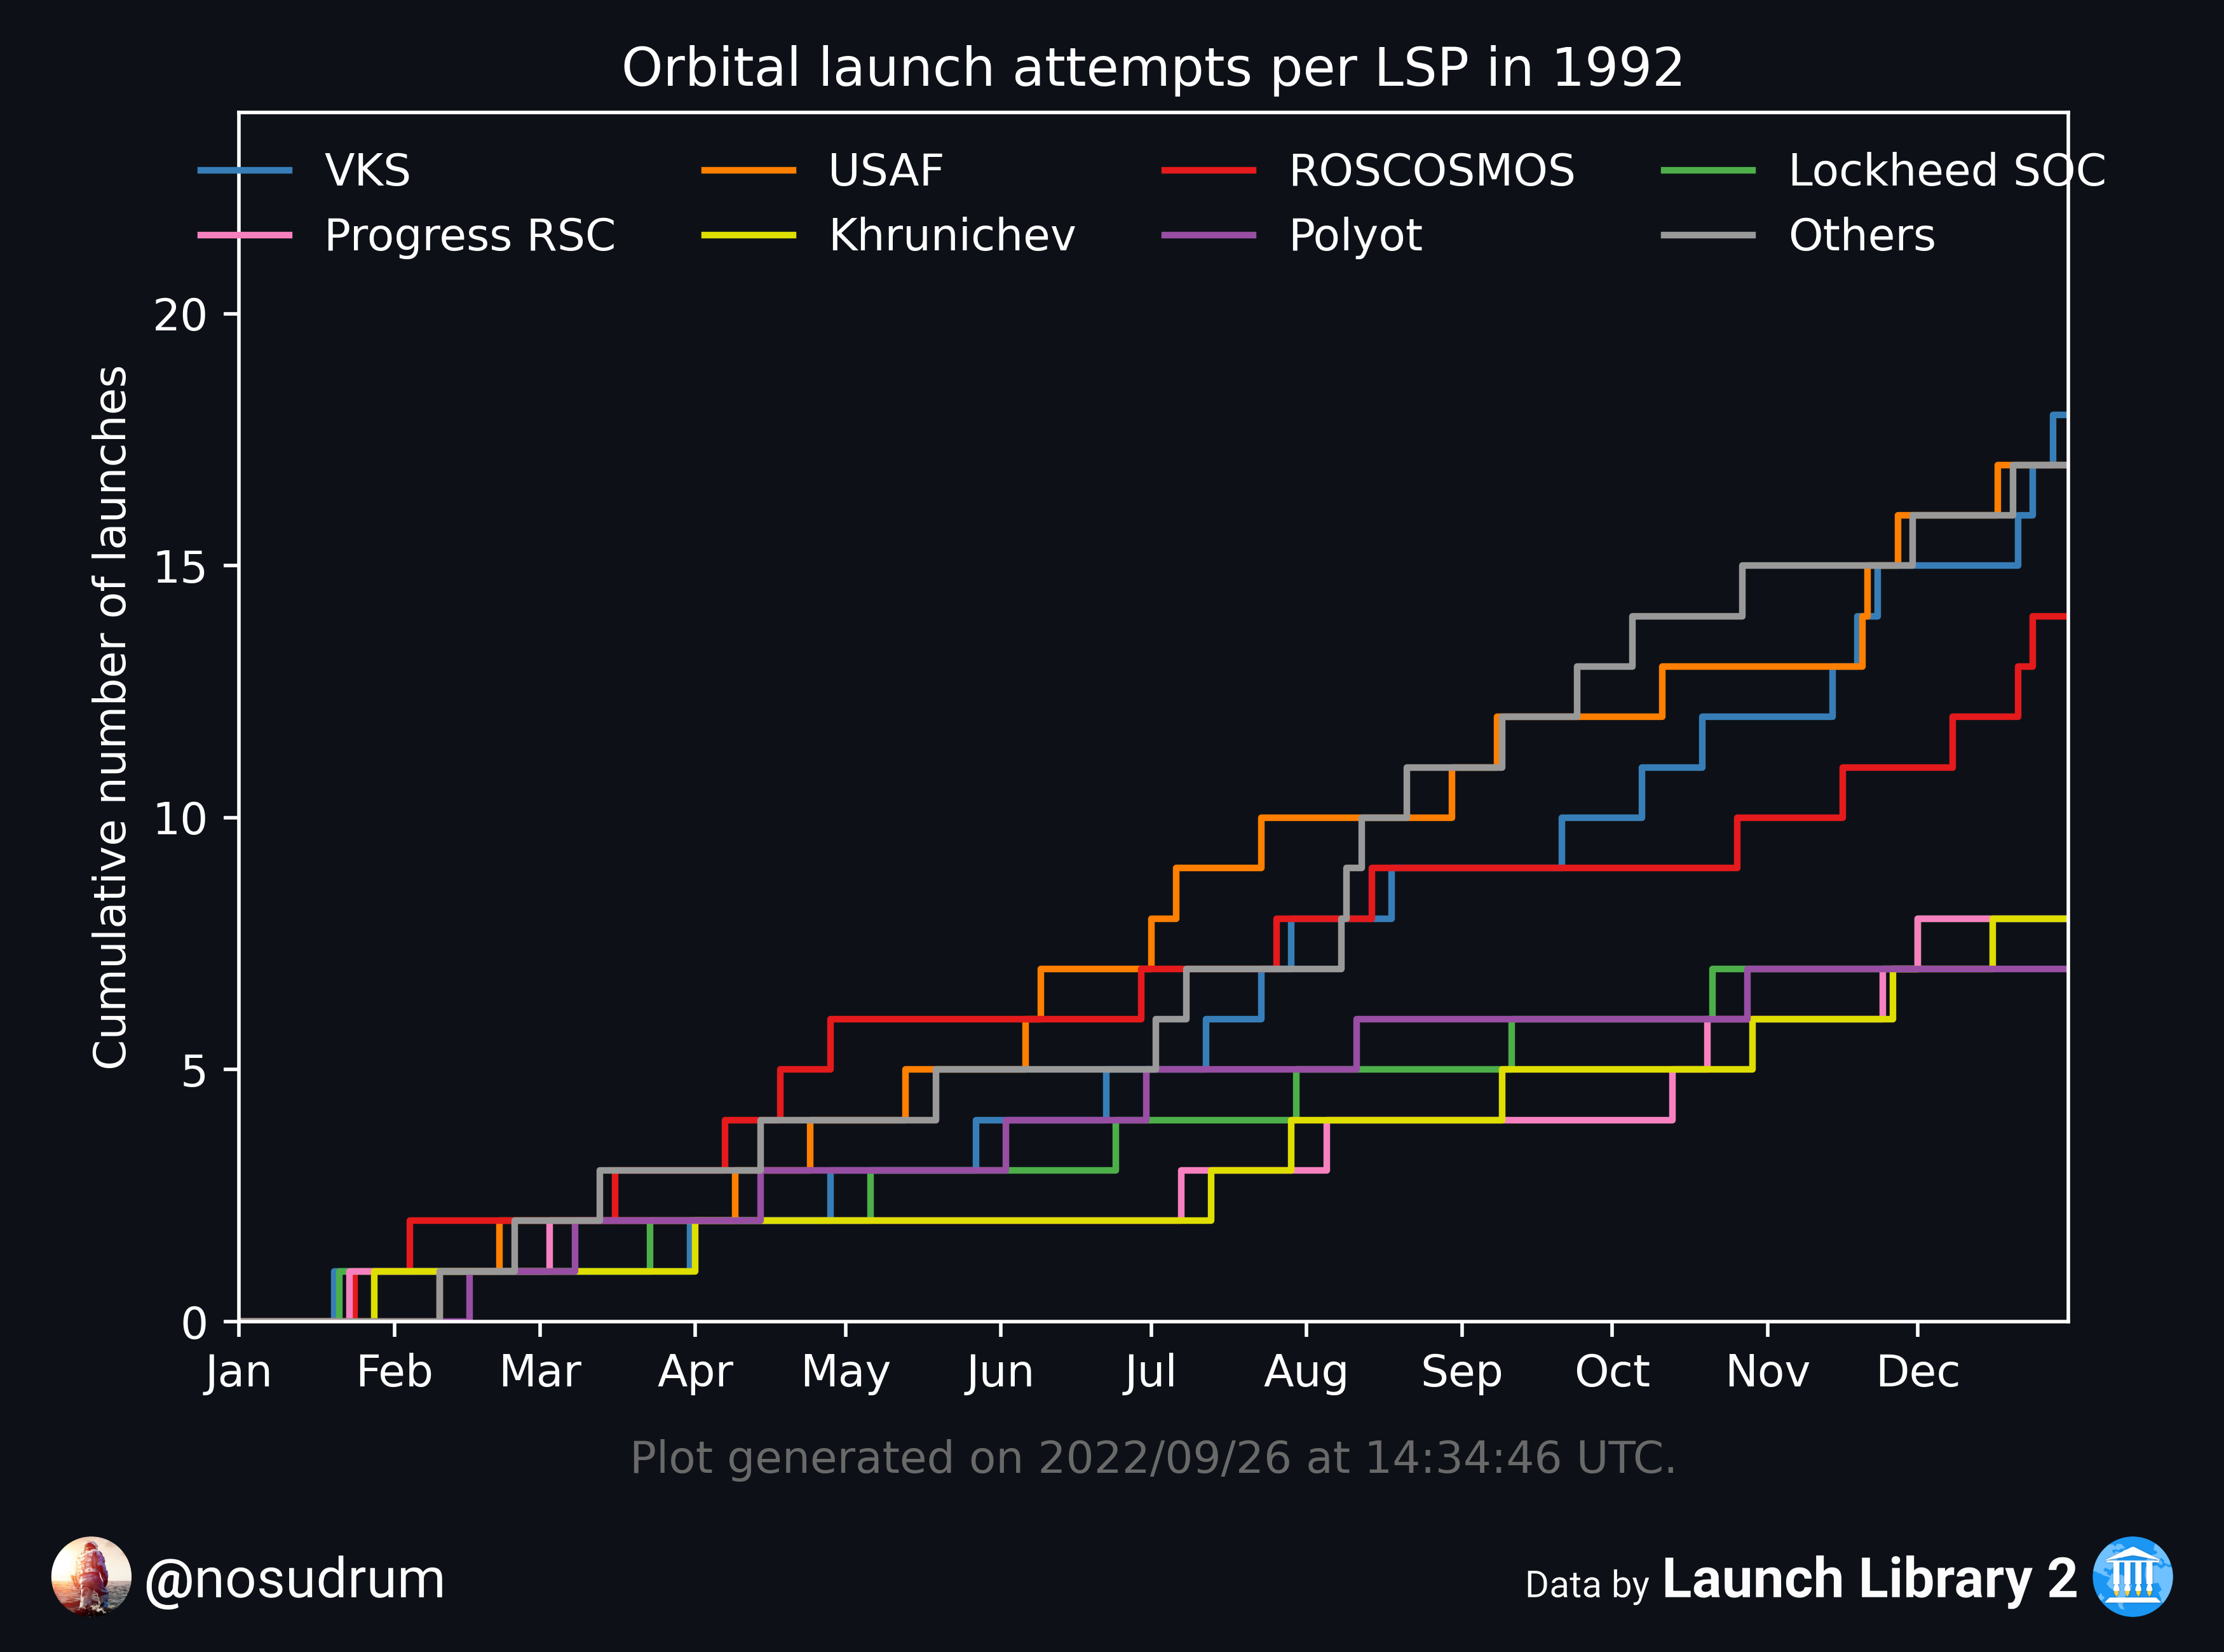 Orbital launch attempts per LSP in 1992
VKS USAF ROSCOSMOS Lockheed SOC
Progress RSC Khrunichev Polyot Others
Cumulative number of launches
20
15
10
5
0
Jan Feb Mar Apr May Jun Jul Aug Sep Oct Nov Dec
Plot generated on 2022/09/26 at 14:34:46 UTC.
@nosudrum
Data by Launch Library 2